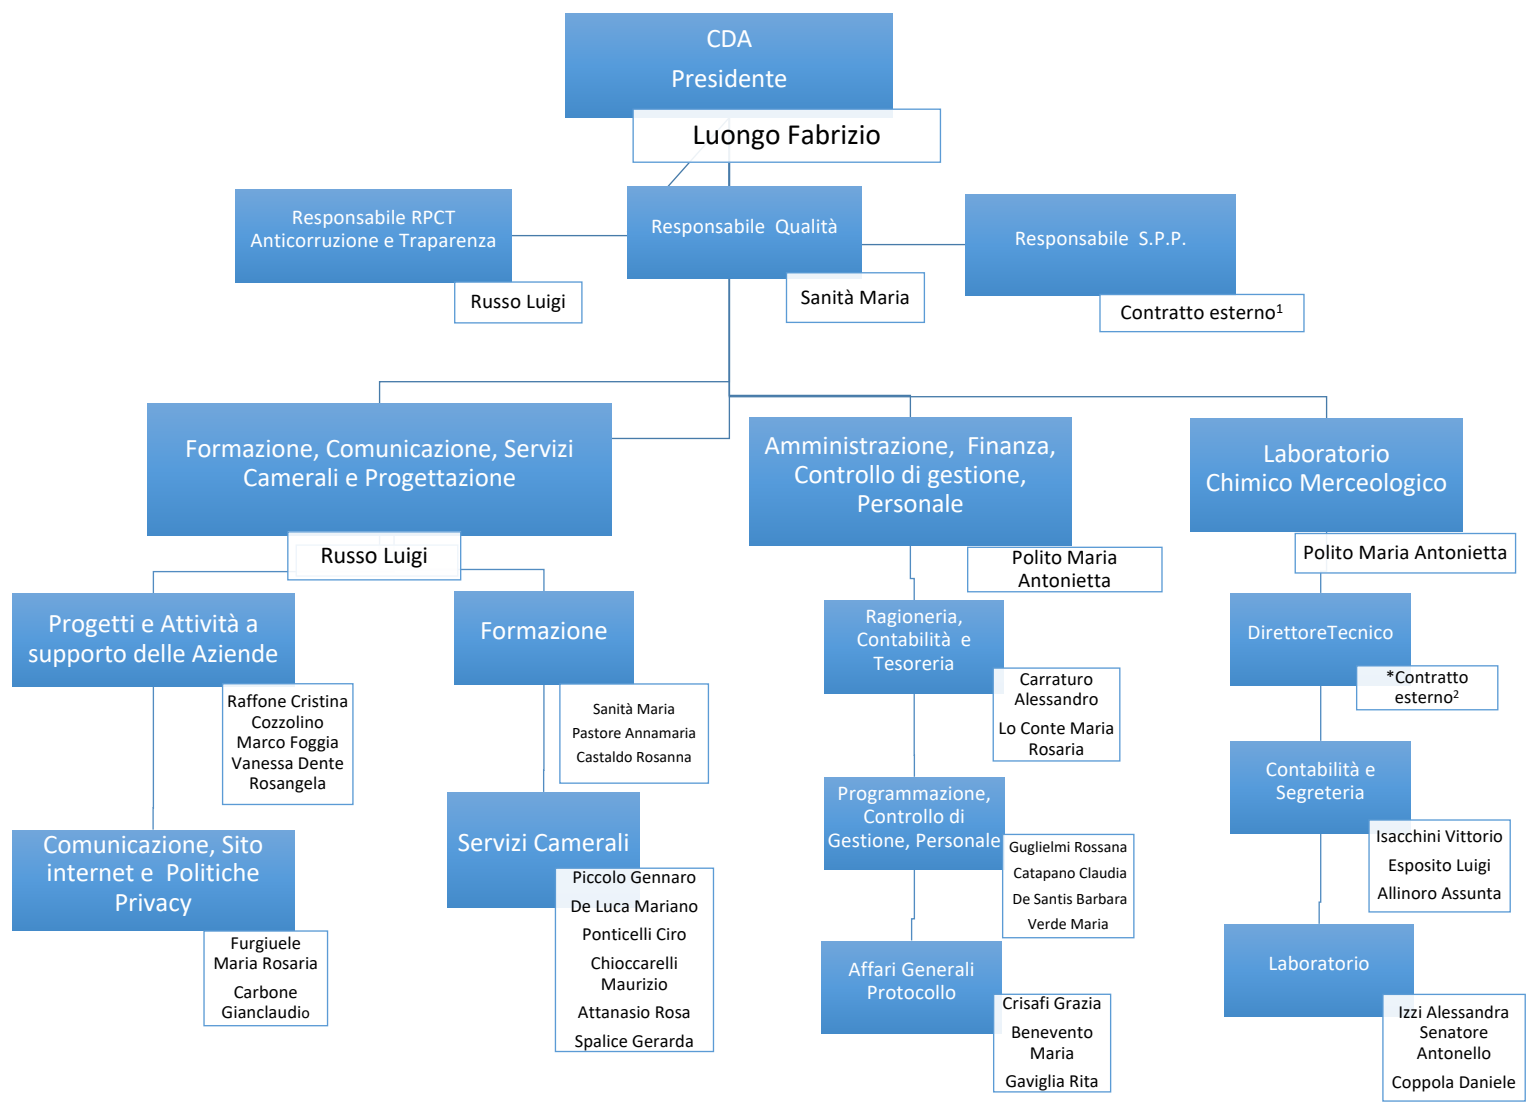 CDA
Presidente
Luongo Fabrizio
Responsabile RPCT
Anticorruzione e Traparenza
Russo Luigi
Responsabile Qualità
Sanità Maria
Responsabile S.P.P.
Contratto esterno¹
Formazione, Comunicazione, Servizi
Camerali e Progettazione
Russo Luigi
Amministrazione, Finanza,
Controllo di gestione,
Personale
Polito Maria
Antonietta
Laboratorio
Chimico Merceologico
Polito Maria Antonietta
Progetti e Attività a
supporto delle Aziende
Raffone Cristina
Cozzolino
Marco Foggia
Vanessa Dente
Rosangela
Formazione
Sanità Maria
Pastore Annamaria
Castaldo Rosanna
Ragioneria,
Contabilità e
Tesoreria
Carraturo
Alessandro
Lo Conte Maria
Rosaria
DirettoreTecnico
*Contratto
esterno²
Comunicazione, Sito
internet e Politiche
Privacy
Furgiuele
Maria Rosaria
Carbone
Gianclaudio
Servizi Camerali
Piccolo Gennaro
De Luca Mariano
Ponticelli Ciro
Chioccarelli
Maurizio
Attanasio Rosa
Spalice Gerarda
Programmazione,
Controllo di
Gestione, Personale
Guglielmi Rossana
Catapano Claudia
De Santis Barbara
Verde Maria
Contabilità e
Segreteria
Isacchini Vittorio
Esposito Luigi
Allinoro Assunta
Affari Generali
Protocollo
Crisafi Grazia
Benevento
Maria
Gaviglia Rita
Laboratorio
Izzi Alessandra
Senatore
Antonello
Coppola Daniele